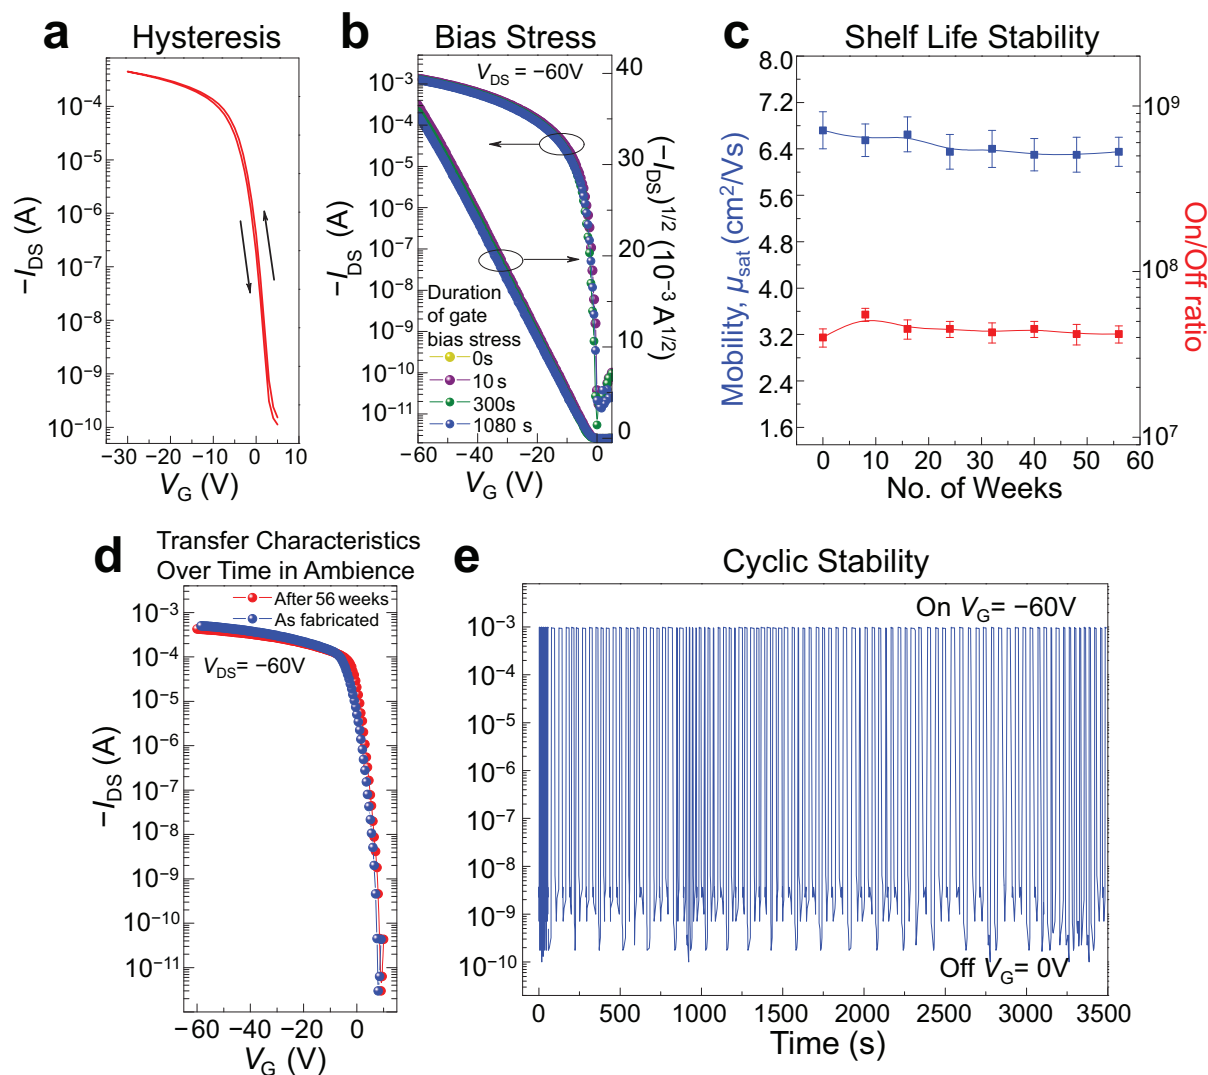 a
Hysteresis
10⁻⁴
10⁻⁵
10⁻⁶
10⁻⁷
10⁻⁸
10⁻⁹
10⁻¹⁰
−I_DS (A)
−30 −20 −10 0 10
V_G (V)
b
Bias Stress
V_DS = −60V
10⁻³
10⁻⁴
10⁻⁵
10⁻⁶
10⁻⁷
10⁻⁸
10⁻⁹
10⁻¹⁰
10⁻¹¹
−I_DS (A)
Duration
of gate
bias stress
0s
10 s
300s
1080 s
40
30
20
10
0
(−I_DS)^1/2 (10⁻³ A^1/2)
−60 −40 −20 0
V_G (V)
c
Shelf Life Stability
8.0
7.2
6.4
5.6
4.8
4.0
3.2
2.4
1.6
Mobility, μ_sat (cm²/Vs)
10⁹
10⁸
10⁷
On/Off ratio
0 10 20 30 40 50 60
No. of Weeks
d
Transfer Characteristics
Over Time in Ambience
After 56 weeks
As fabricated
V_DS= −60V
10⁻³
10⁻⁴
10⁻⁵
10⁻⁶
10⁻⁷
10⁻⁸
10⁻⁹
10⁻¹⁰
10⁻¹¹
−I_DS (A)
−60 −40 −20 0
V_G (V)
e
Cyclic Stability
On V_G= −60V
10⁻³
10⁻⁴
10⁻⁵
10⁻⁶
10⁻⁷
10⁻⁸
10⁻⁹
10⁻¹⁰
Off V_G= 0V
0 500 1000 1500 2000 2500 3000 3500
Time (s)